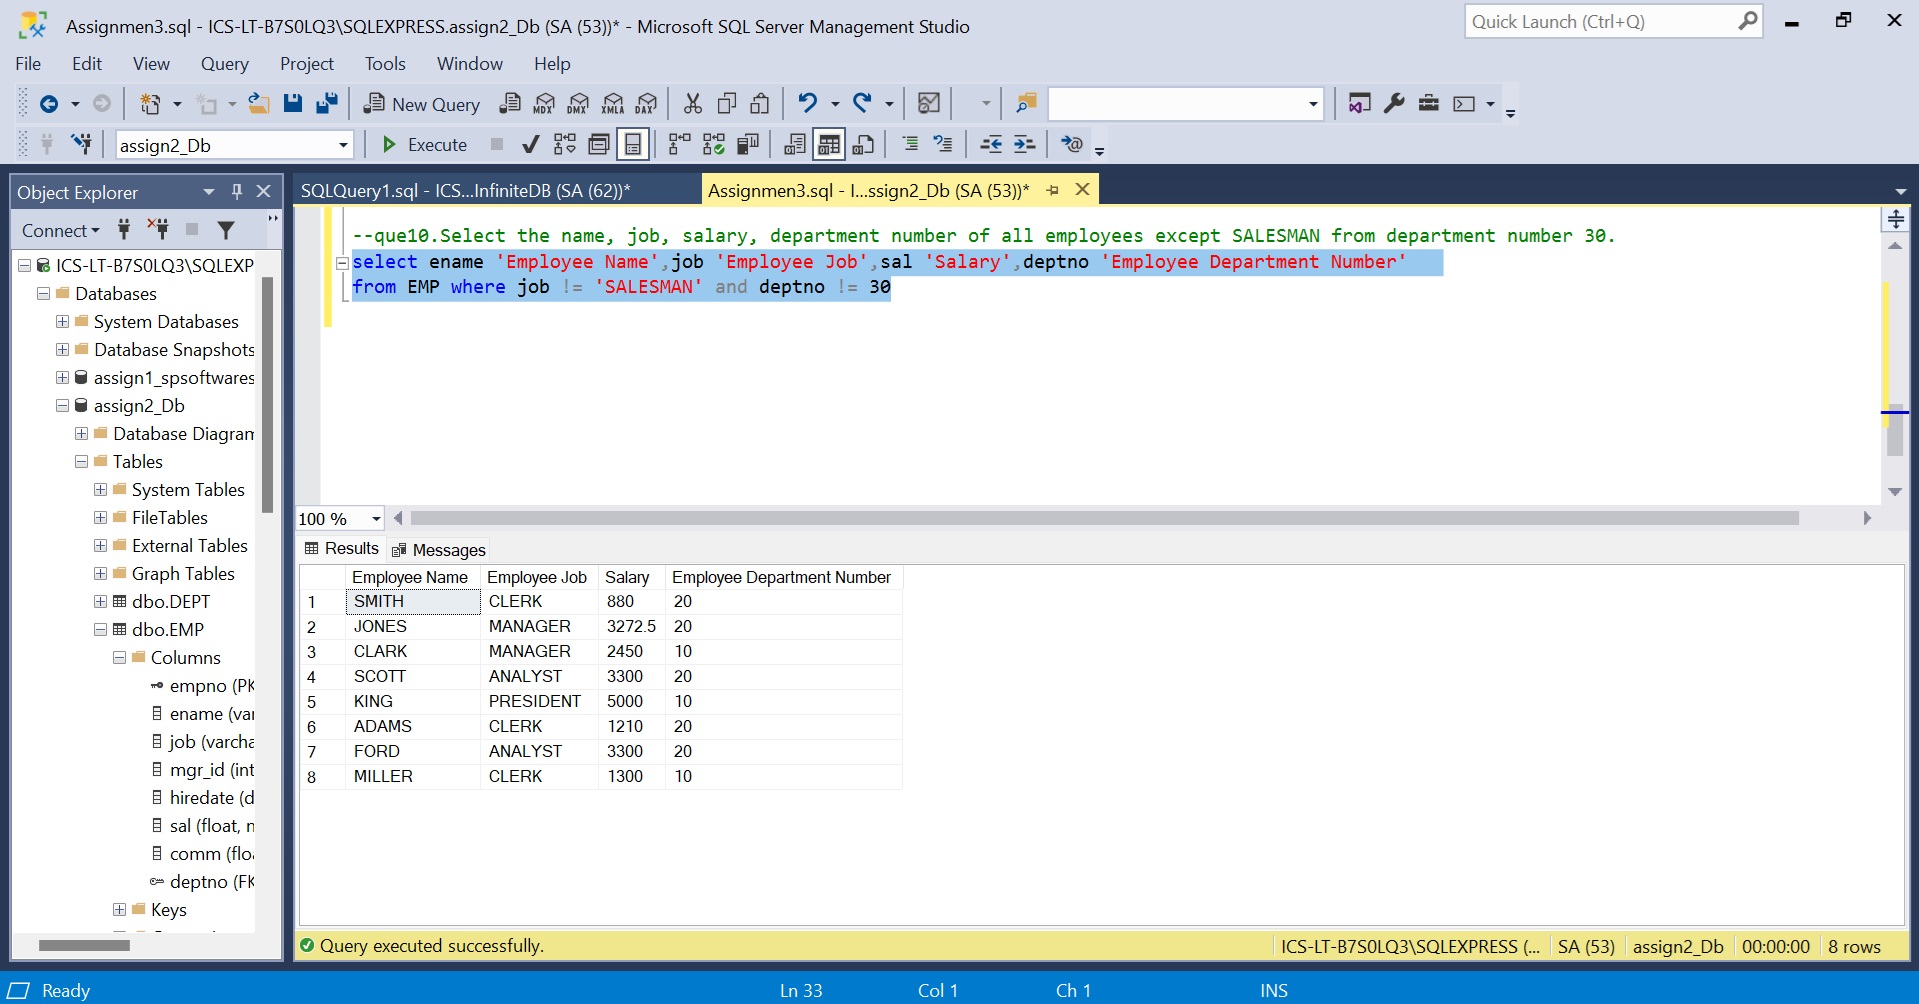 Assignmen3.sql - ICS-LT-B7S0LQ3\SQLEXPRESS.assign2_Db (SA (53))* - Microsoft SQL Server Management Studio
Quick Launch (Ctrl+Q)
File Edit View Query Project Tools Window Help
New Query MDX DMX XMLA DAX
assign2_Db Execute
Object Explorer
Connect
ICS-LT-B7S0LQ3\SQLEXP
Databases
System Databases
Database Snapshots
assign1_spsoftwares
assign2_Db
Database Diagram
Tables
System Tables
FileTables
External Tables
Graph Tables
dbo.DEPT
dbo.EMP
Columns
empno (PK
ename (var
job (varcha
mgr_id (int
hiredate (d
sal (float, n
comm (floa
deptno (FK
Keys
SQLQuery1.sql - ICS...InfiniteDB (SA (62))*
Assignmen3.sql - I...ssign2_Db (SA (53))*
--que10.Select the name, job, salary, department number of all employees except SALESMAN from department number 30.
select ename 'Employee Name',job 'Employee Job',sal 'Salary',deptno 'Employee Department Number'
from EMP where job != 'SALESMAN' and deptno != 30
100 %
Results Messages
Employee Name Employee Job Salary Employee Department Number
1 SMITH CLERK 880 20
2 JONES MANAGER 3272.5 20
3 CLARK MANAGER 2450 10
4 SCOTT ANALYST 3300 20
5 KING PRESIDENT 5000 10
6 ADAMS CLERK 1210 20
7 FORD ANALYST 3300 20
8 MILLER CLERK 1300 10
Query executed successfully.
ICS-LT-B7S0LQ3\SQLEXPRESS (... SA (53) assign2_Db 00:00:00 8 rows
Ready Ln 33 Col 1 Ch 1 INS